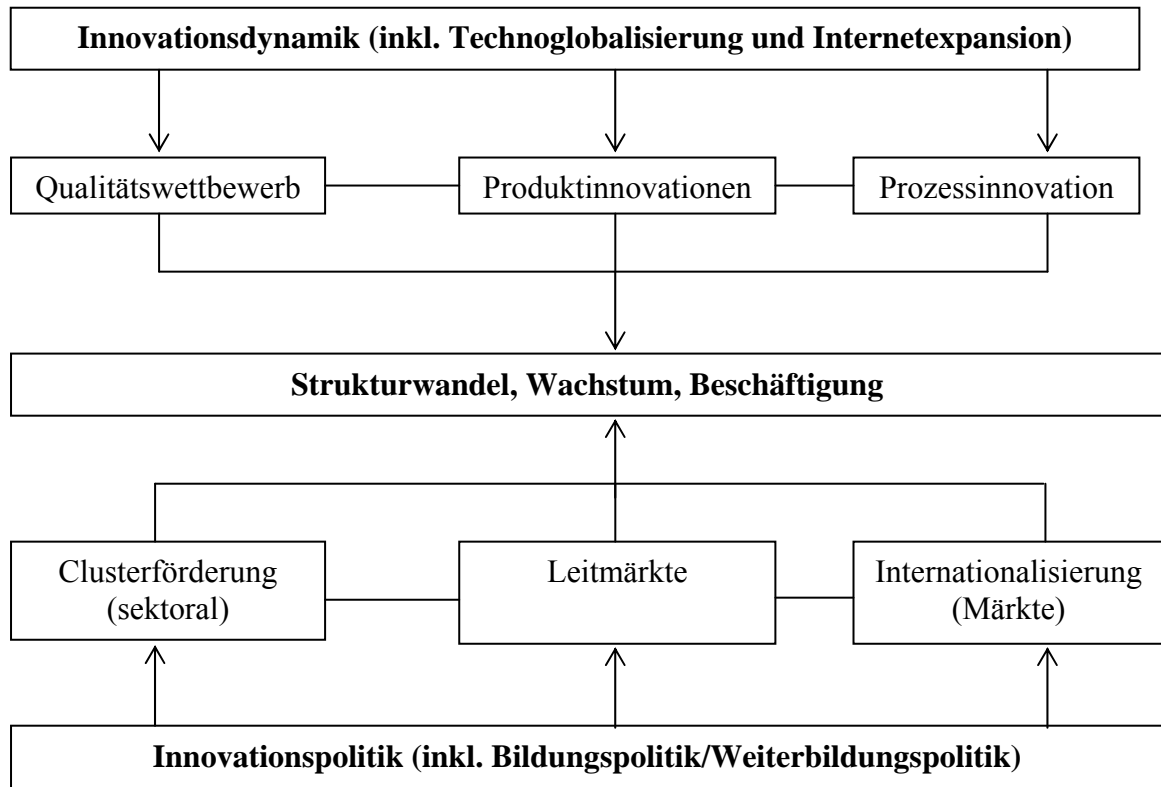 Innovationsdynamik (inkl. Technoglobalisierung und Internetexpansion)
Qualitätswettbewerb
Produktinnovationen
Prozessinnovation
Strukturwandel, Wachstum, Beschäftigung
Clusterförderung
(sektoral)
Leitmärkte
Internationalisierung
(Märkte)
Innovationspolitik (inkl. Bildungspolitik/Weiterbildungspolitik)